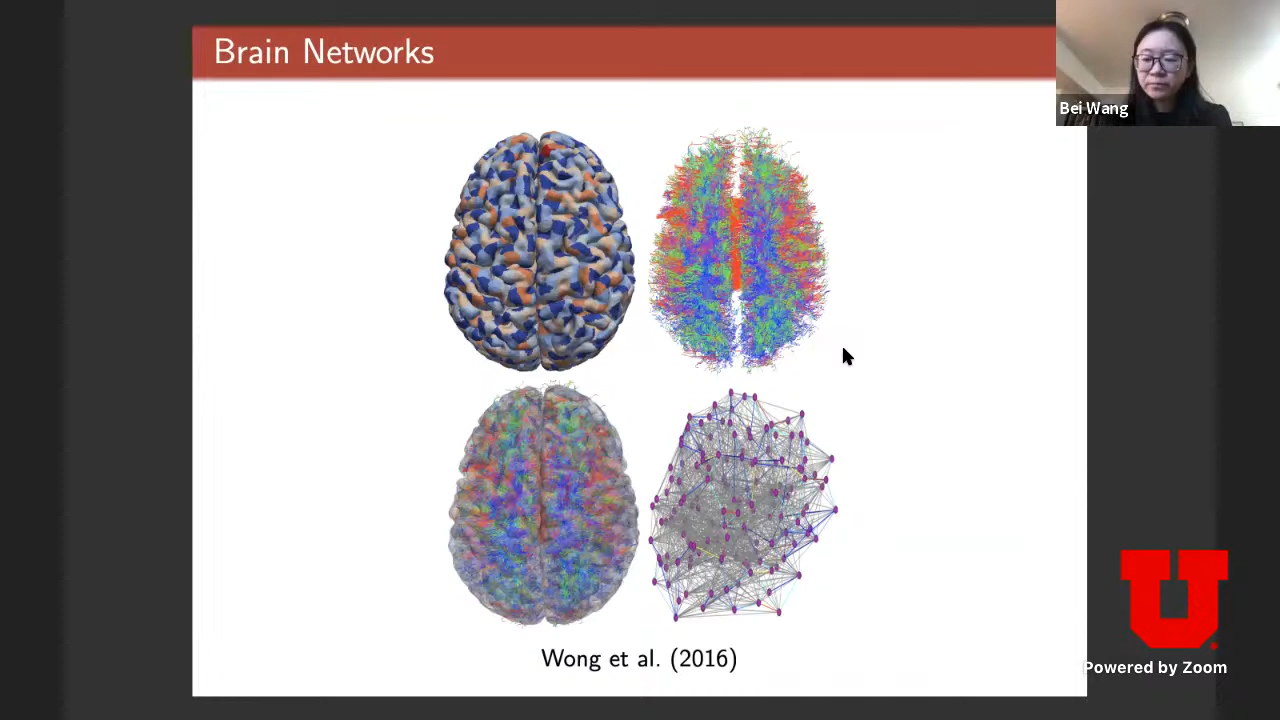 Brain Networks
Bei Wang
Wong et al. (2016)
U
Powered by Zoom